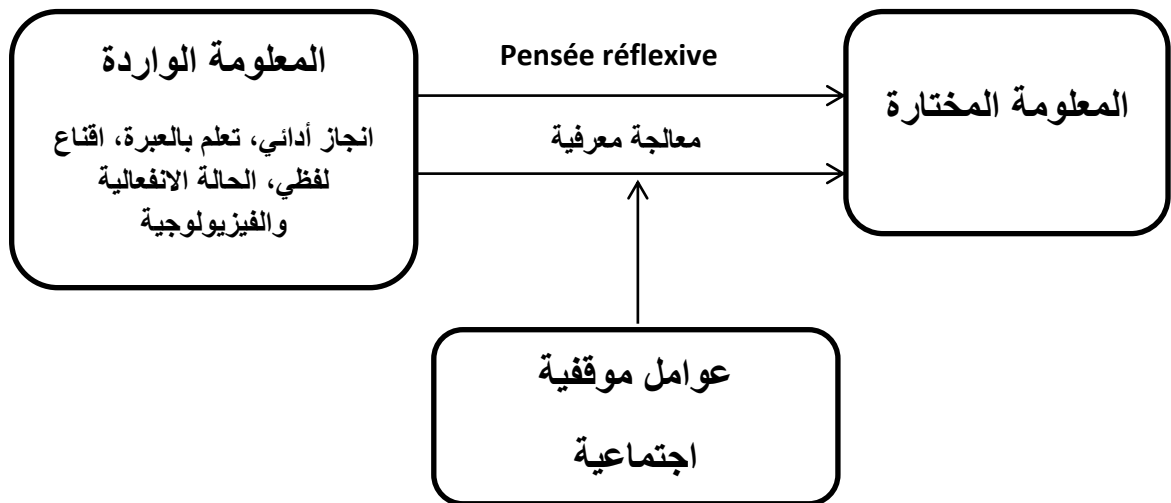 المعلومة الواردة
انجاز أدائي، تعلم بالعبرة، اقناع
لفظي، الحالة الانفعالية
والفيزيولوجية
Pensée réflexive
معالجة معرفية
المعلومة المختارة
عوامل موقفية
اجتماعية